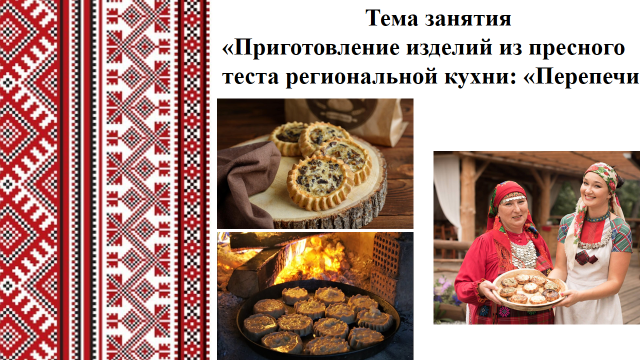 Тема занятия
«Приготовление изделий из пресного
теста региональной кухни: «Перепечи